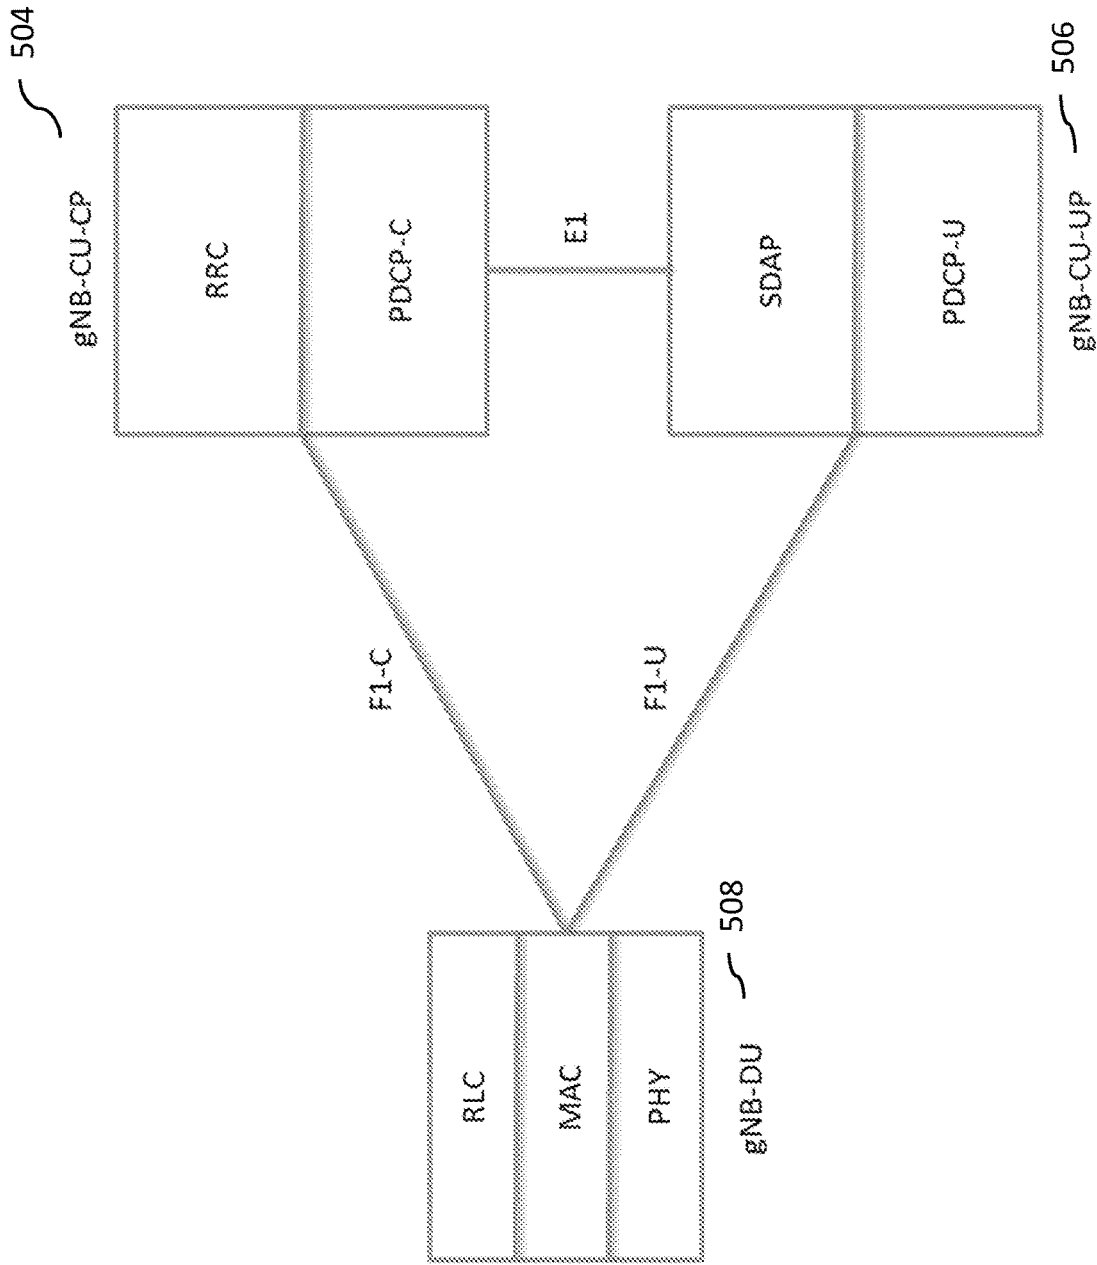 504
gNB-CU-CP
RRC
PDCP-C
E1
SDAP
PDCP-U
gNB-CU-UP
506
F1-C
F1-U
RLC
MAC
PHY
gNB-DU
508